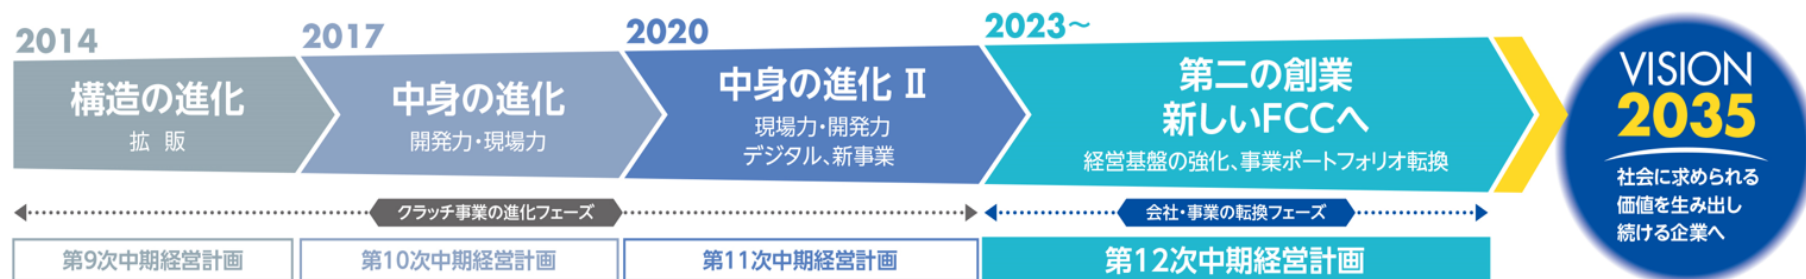 2014
構造の進化
拡 販
2017
中身の進化
開発力・現場力
2020
中身の進化 Ⅱ
現場力・開発力
デジタル、新事業
2023～
第二の創業
新しいFCCへ
経営基盤の強化、事業ポートフォリオ転換
VISION
2035
社会に求められる
価値を生み出し
続ける企業へ
クラッチ事業の進化フェーズ
会社・事業の転換フェーズ
第9次中期経営計画
第10次中期経営計画
第11次中期経営計画
第12次中期経営計画